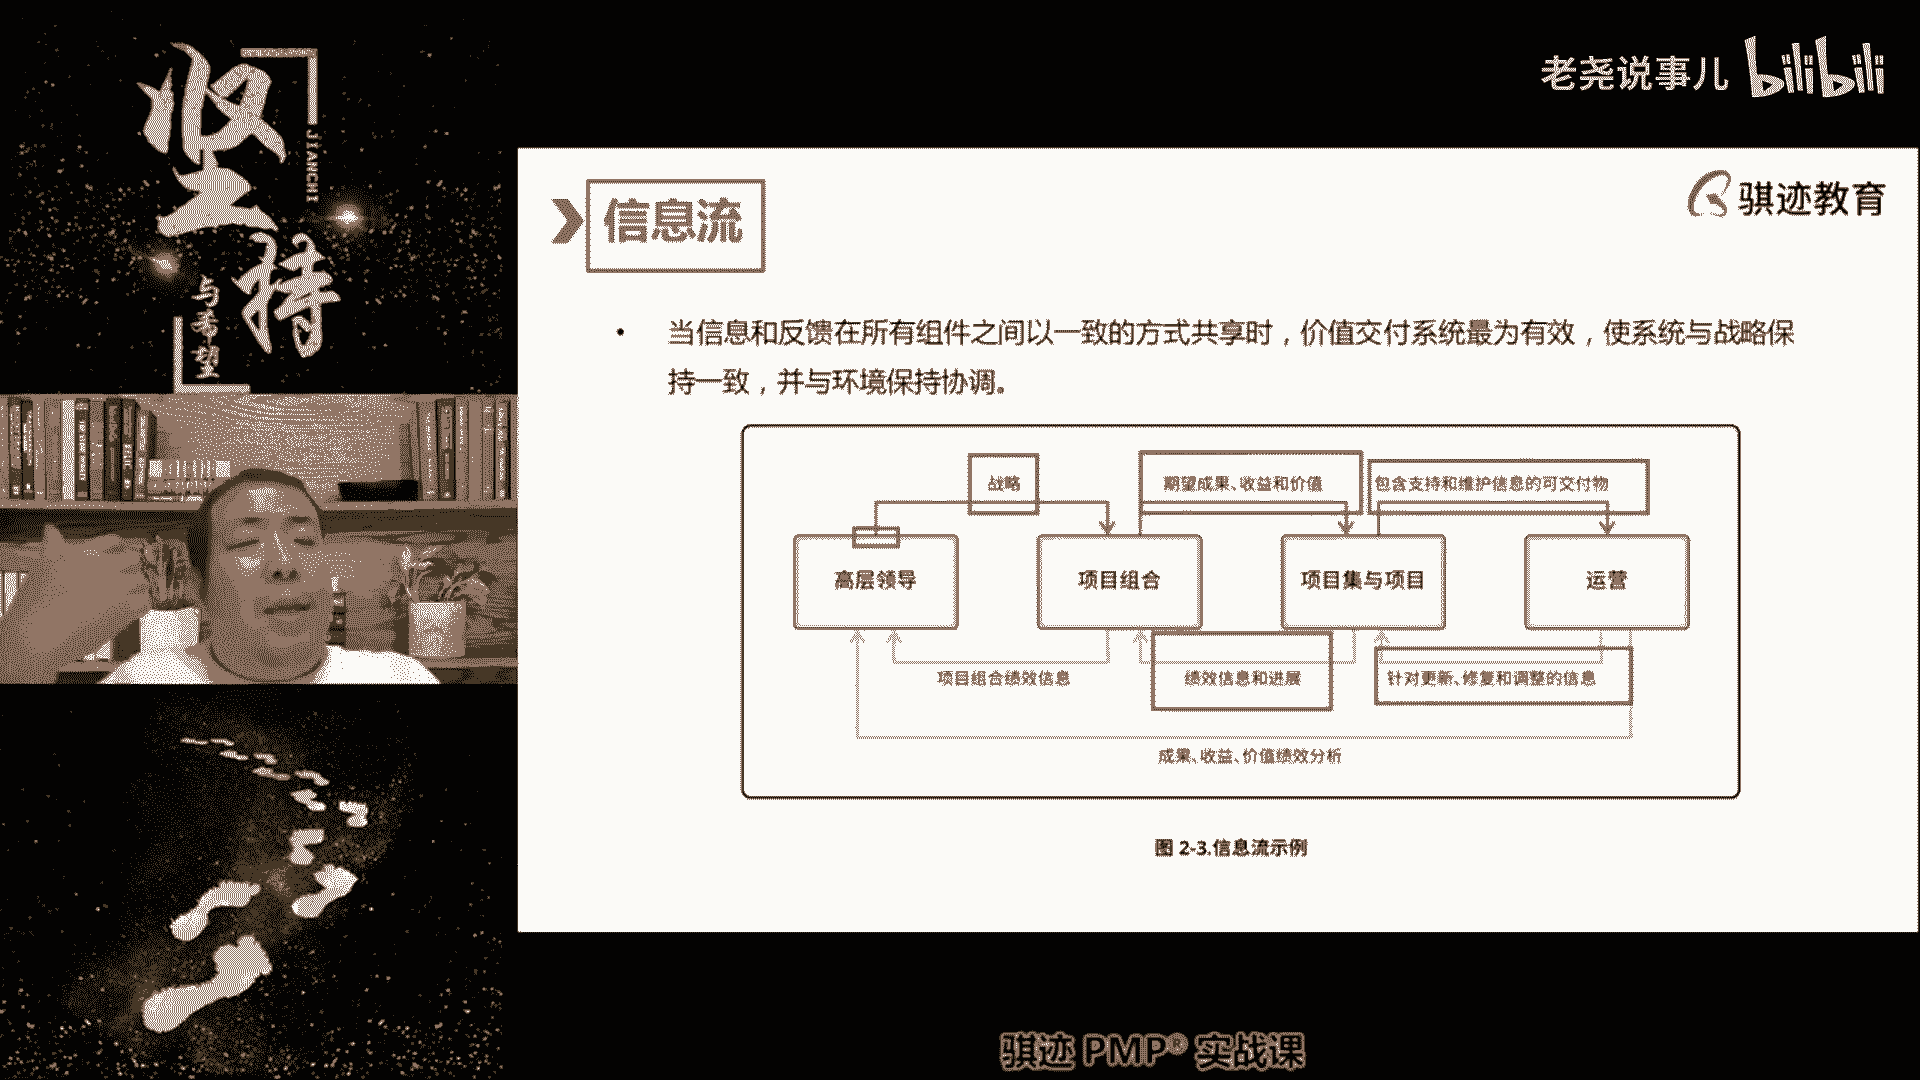 坚持
JIANCHI
与希望
老尧说事儿 bilibili
骐迹教育
信息流
• 当信息和反馈在所有组件之间以一致的方式共享时，价值交付系统最为有效，使系统与战略保
持一致，并与环境保持协调。
战略
期望成果、收益和价值
包含支持和维护信息的可交付物
高层领导
项目组合
项目集与项目
运营
项目组合绩效信息
绩效信息和进展
针对更新、修复和调整的信息
成果、收益、价值绩效分析
图 2-3.信息流示例
骐迹 PMP® 实战课